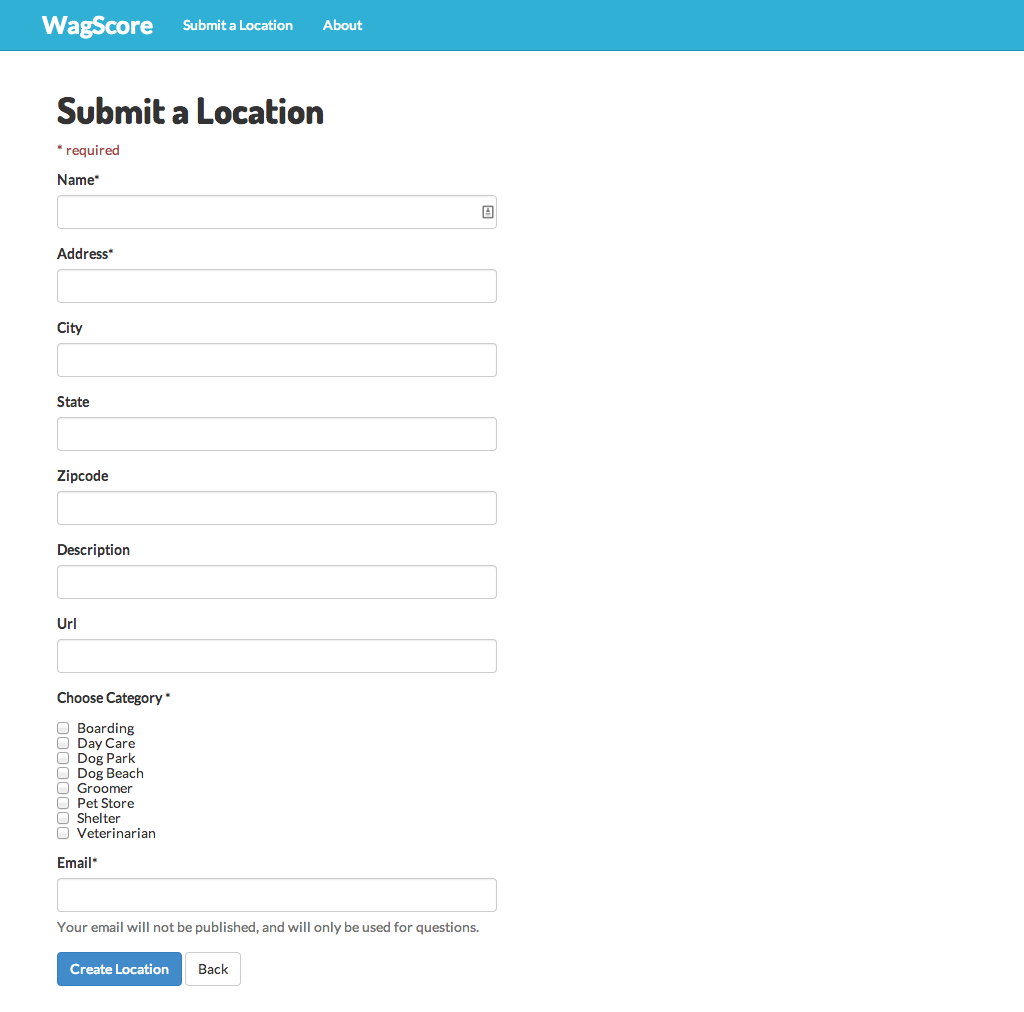 WagScore Submit a Location About
Submit a Location
* required
Name*
Address*
City
State
Zipcode
Description
Url
Choose Category *
Boarding
Day Care
Dog Park
Dog Beach
Groomer
Pet Store
Shelter
Veterinarian
Email*
Your email will not be published, and will only be used for questions.
Create Location Back